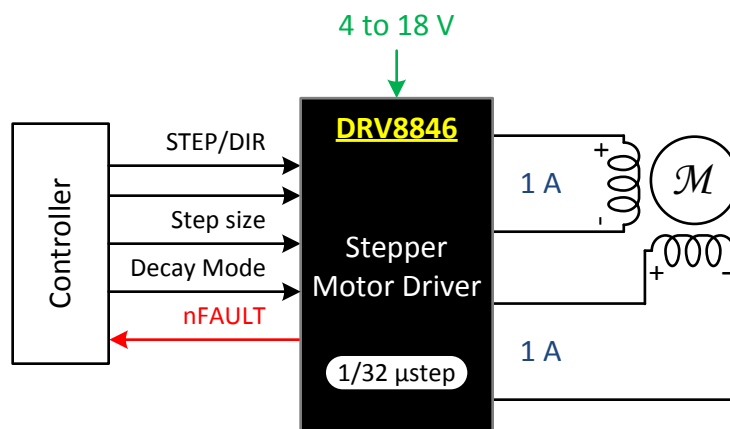 4 to 18 V
DRV8846
STEP/DIR
Step size
Decay Mode
nFAULT
Controller
Stepper
Motor Driver
1/32 µstep
1 A
1 A
+
-
M
+
-